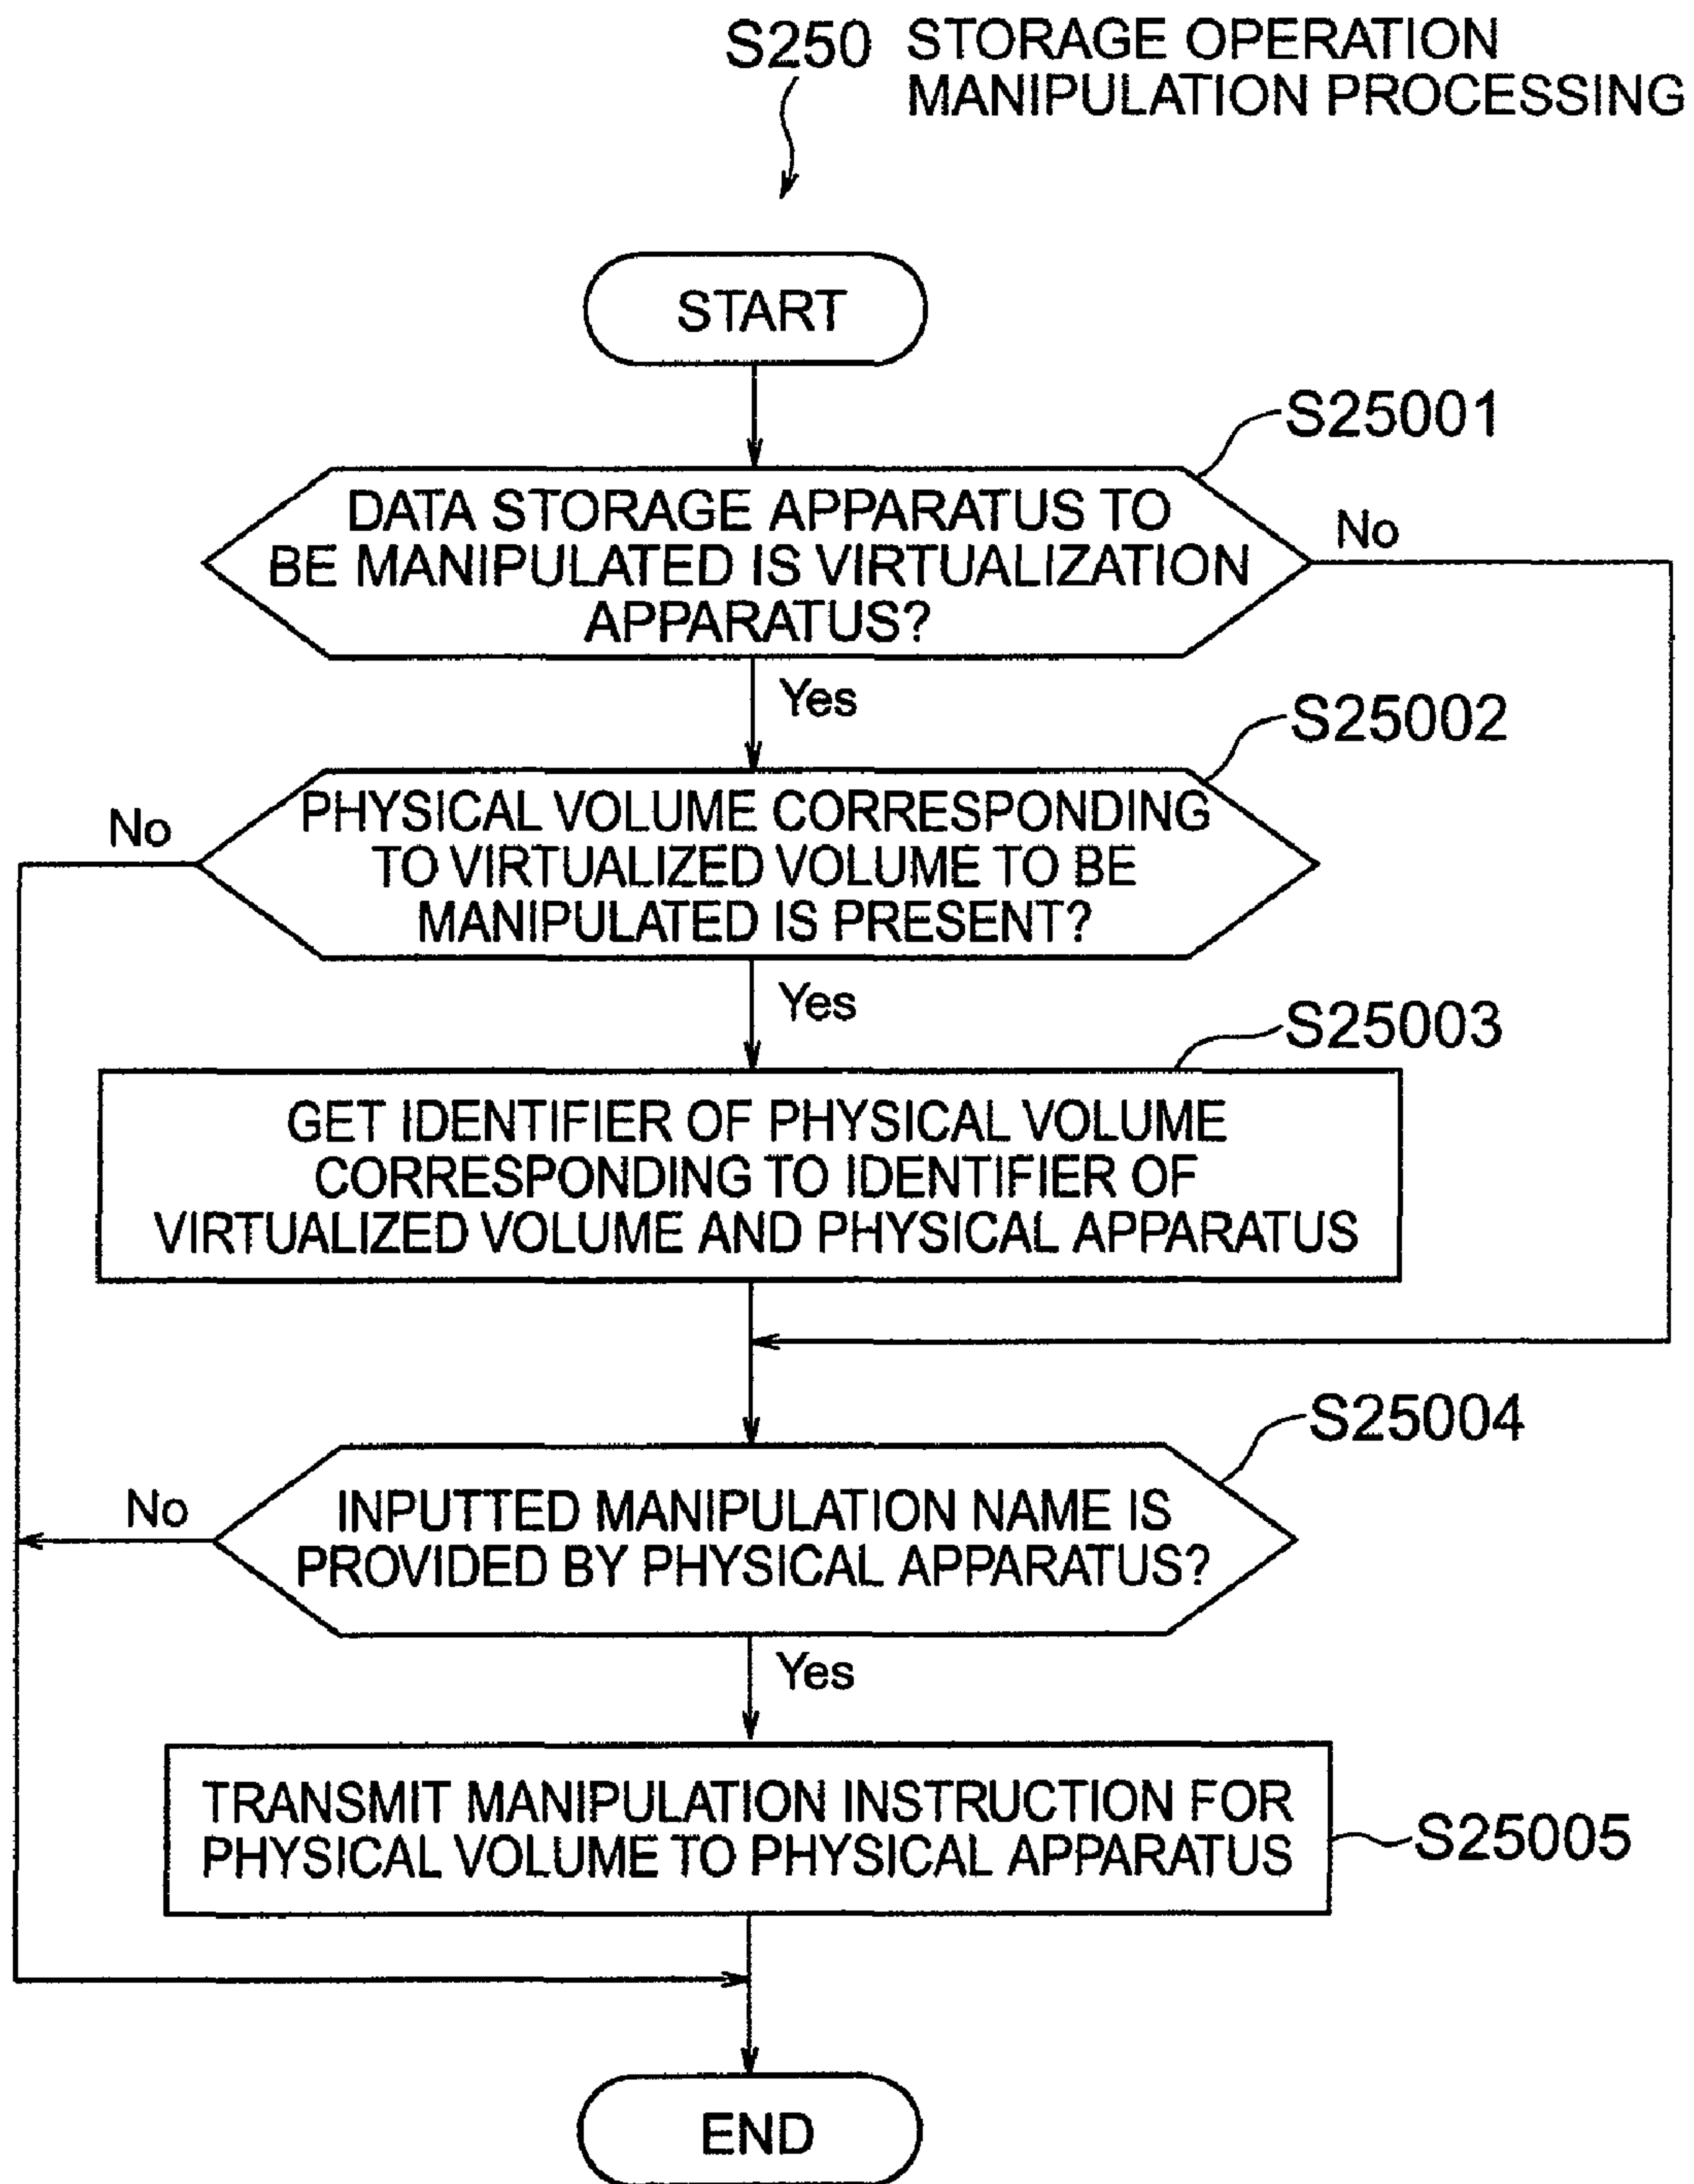 S250 STORAGE OPERATION
MANIPULATION PROCESSING
START
S25001
DATA STORAGE APPARATUS TO
BE MANIPULATED IS VIRTUALIZATION
APPARATUS?
No
Yes
S25002
PHYSICAL VOLUME CORRESPONDING
TO VIRTUALIZED VOLUME TO BE
MANIPULATED IS PRESENT?
No
Yes
S25003
GET IDENTIFIER OF PHYSICAL VOLUME
CORRESPONDING TO IDENTIFIER OF
VIRTUALIZED VOLUME AND PHYSICAL APPARATUS
S25004
INPUTTED MANIPULATION NAME IS
PROVIDED BY PHYSICAL APPARATUS?
No
Yes
TRANSMIT MANIPULATION INSTRUCTION FOR
PHYSICAL VOLUME TO PHYSICAL APPARATUS
S25005
END